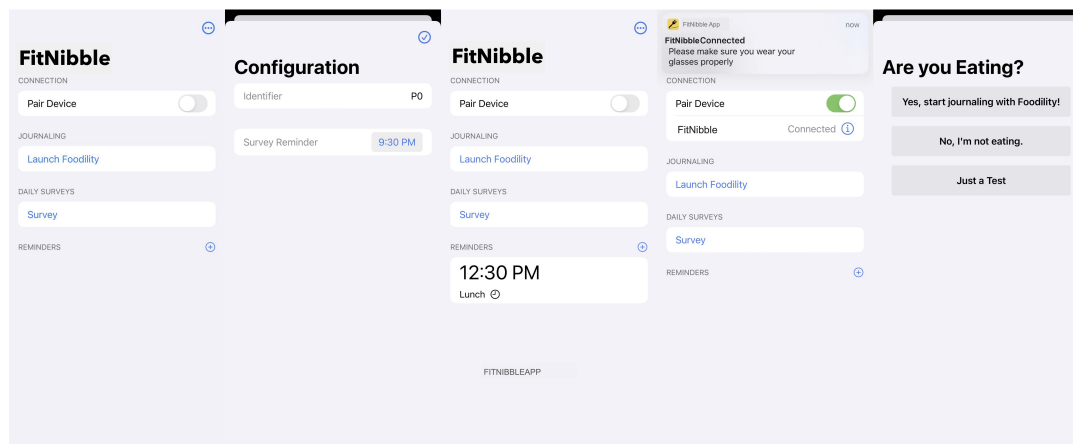 FitNibble
CONNECTION
Pair Device
JOURNALING
Launch Foodility
DAILY SURVEYS
Survey
REMINDERS
Configuration
Identifier P0
Survey Reminder 9:30 PM
FitNibble
CONNECTION
Pair Device
JOURNALING
Launch Foodility
DAILY SURVEYS
Survey
REMINDERS
12:30 PM
Lunch
FITNIBBLEAPP
FitNibble App now
FitNibbleConnected
Please make sure you wear your
glasses properly
CONNECTION
Pair Device
FitNibble Connected
JOURNALING
Launch Foodility
DAILY SURVEYS
Survey
REMINDERS
Are you Eating?
Yes, start journaling with Foodility!
No, I'm not eating.
Just a Test